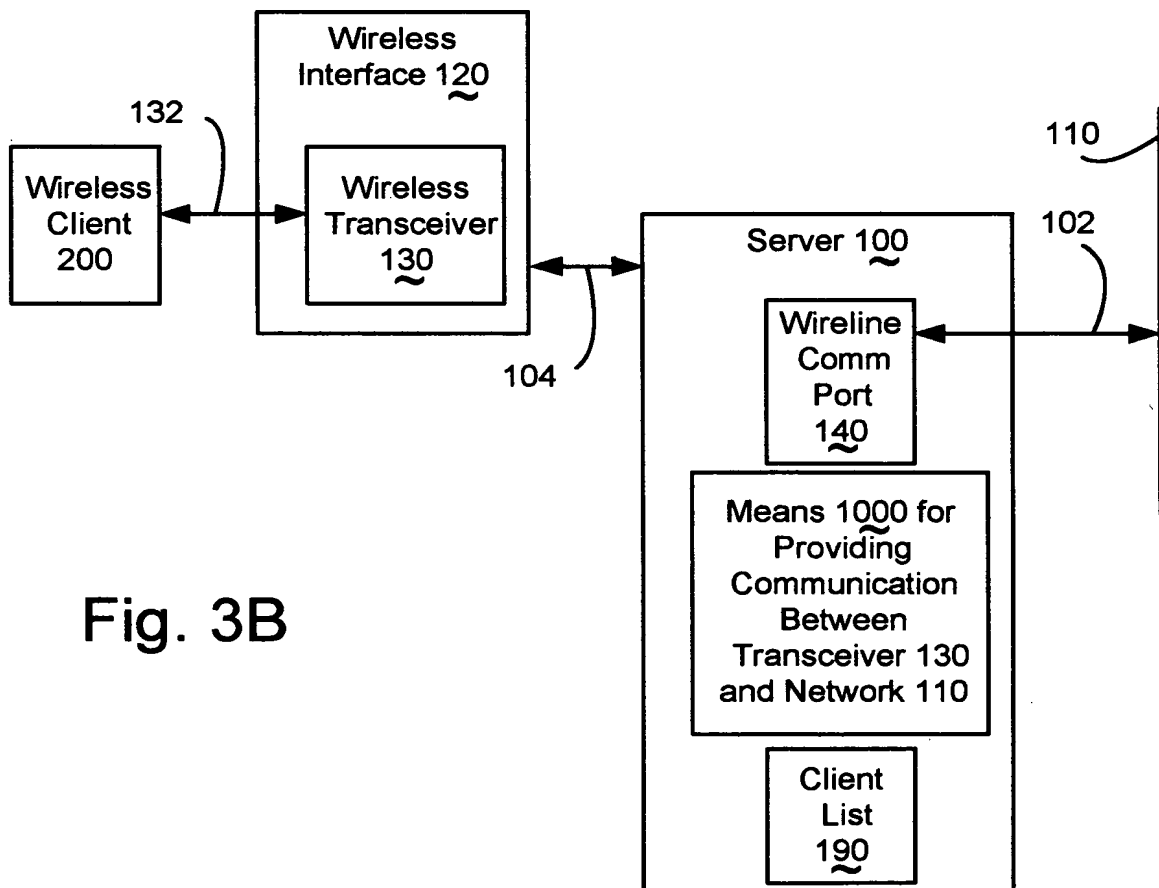 Wireless
Interface 120
132
Wireless
Client
200
Wireless
Transceiver
130
104
110
102
Server 100
Wireline
Comm
Port
140
Means 1000 for
Providing
Communication
Between
Transceiver 130
and Network 110
Client
List
190
Fig. 3B